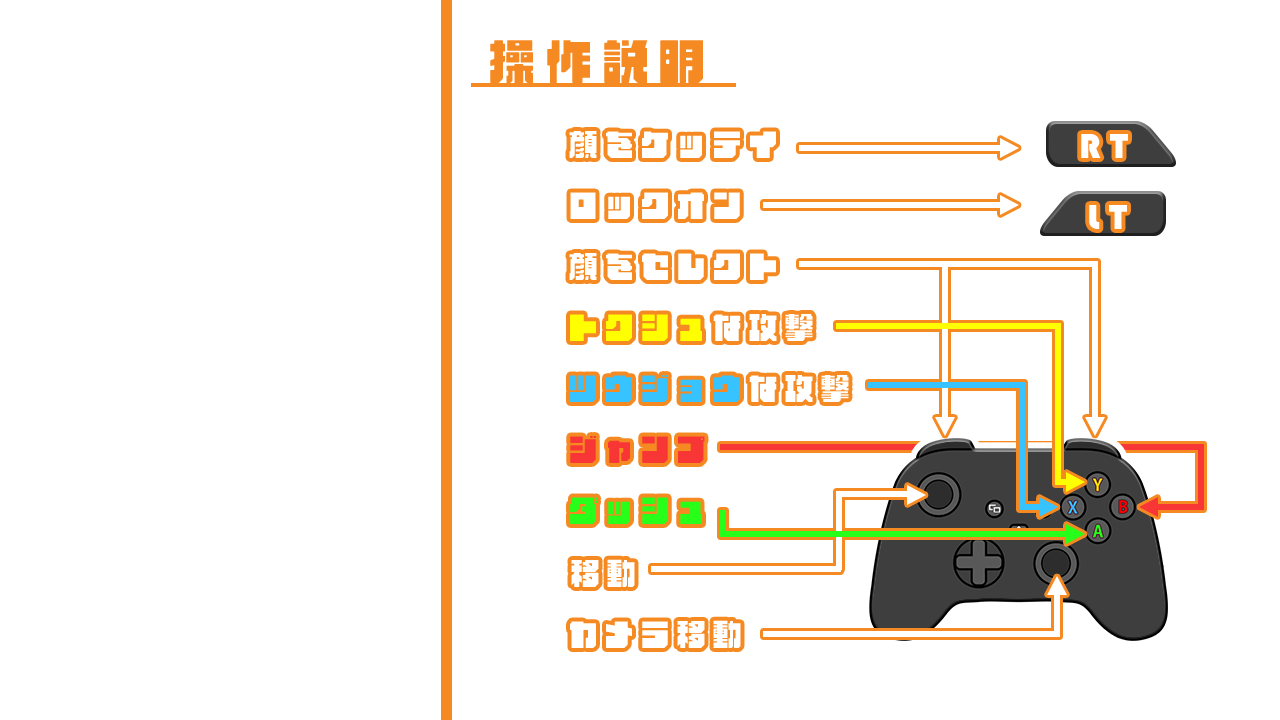 操作説明
顔をケッテイ
RT
ロックオン
LT
顔をセレクト
トクシュな攻撃
ツウジョウな攻撃
ジャンプ
Y
X
B
ダッシュ
A
移動
カメラ移動